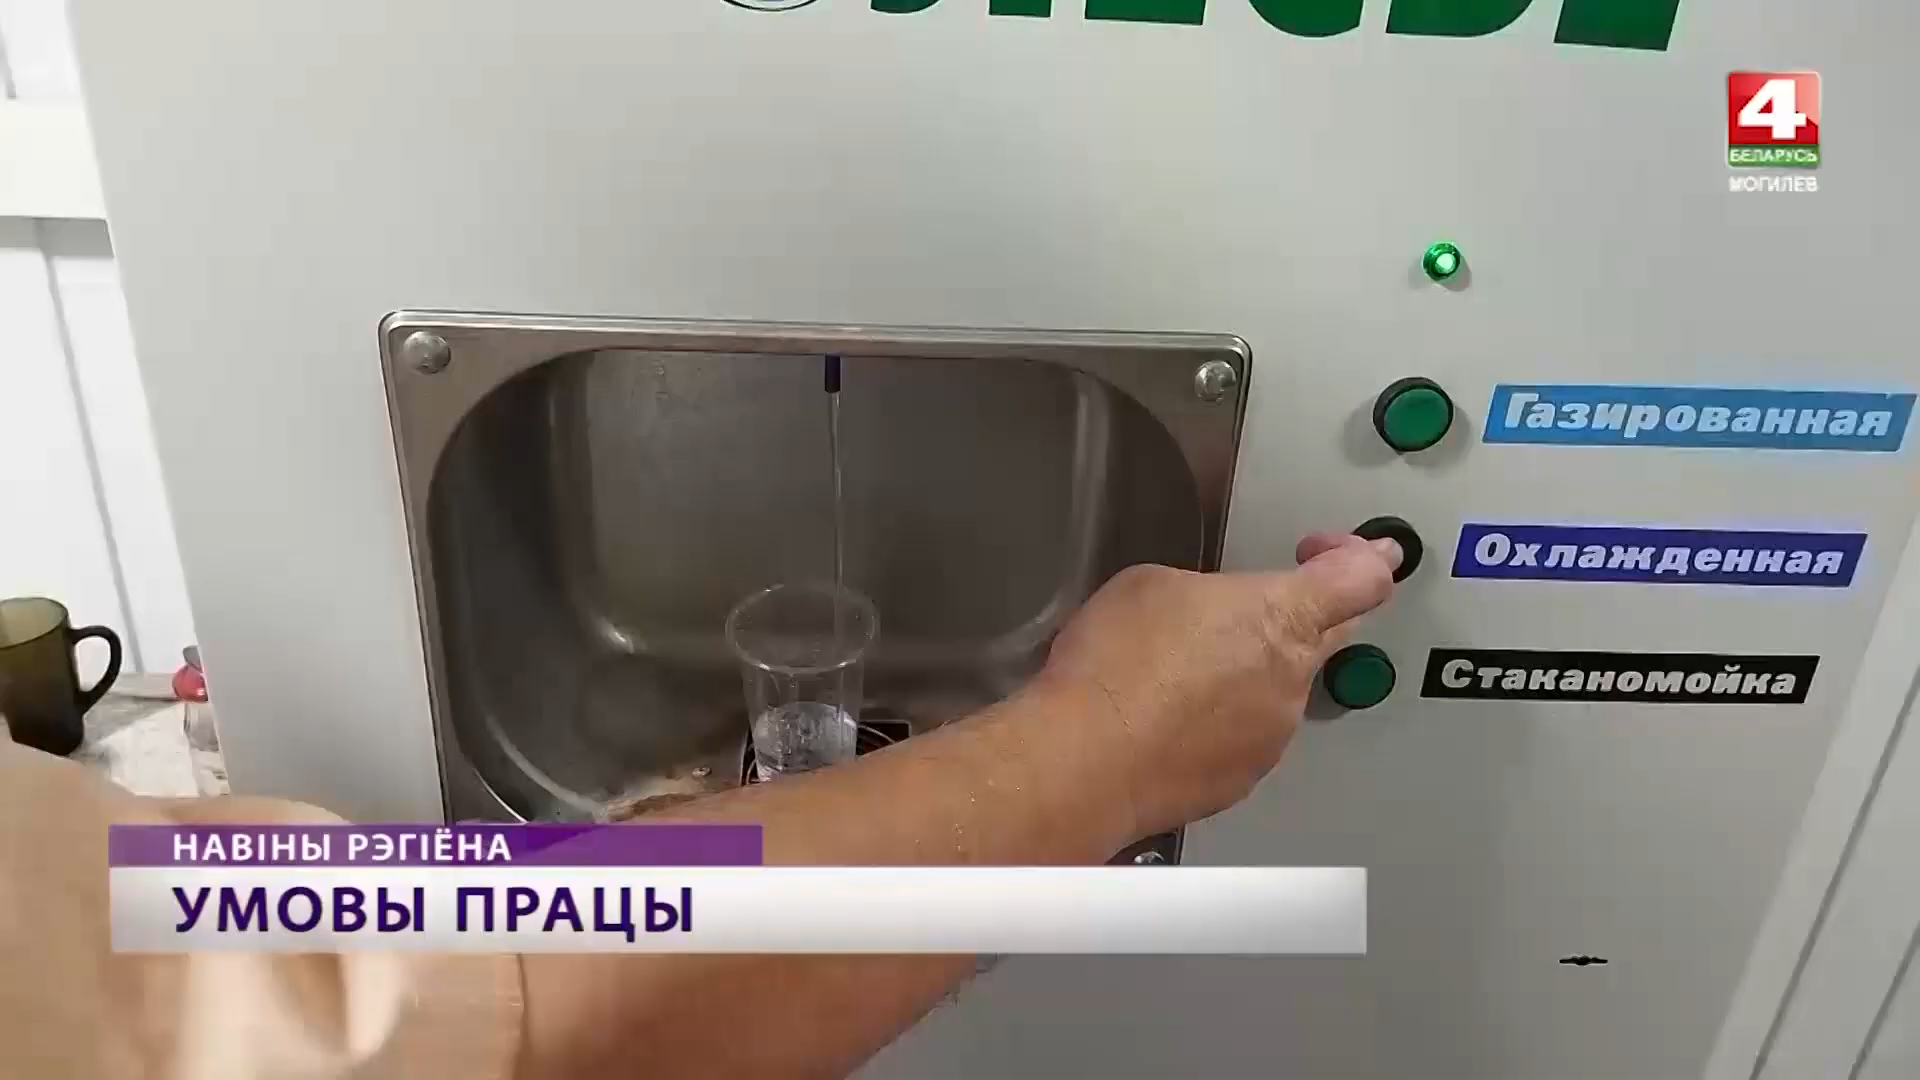 4
БЕЛАРУСЬ
МОГИЛЕВ
Газированная
Охлажденная
Стаканомойка
НАВІНЫ РЭГІЁНА
УМОВЫ ПРАЦЫ